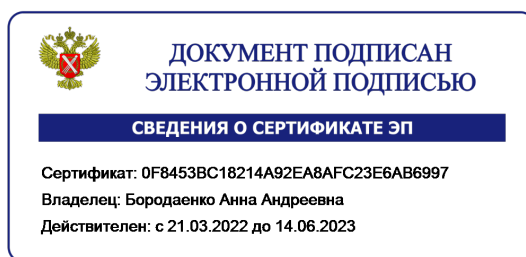 ДОКУМЕНТ ПОДПИСАН
ЭЛЕКТРОННОЙ ПОДПИСЬЮ
СВЕДЕНИЯ О СЕРТИФИКАТЕ ЭП
Сертификат: 0F8453BC18214A92EA8AFC23E6AB6997
Владелец: Бородаенко Анна Андреевна
Действителен: с 21.03.2022 до 14.06.2023